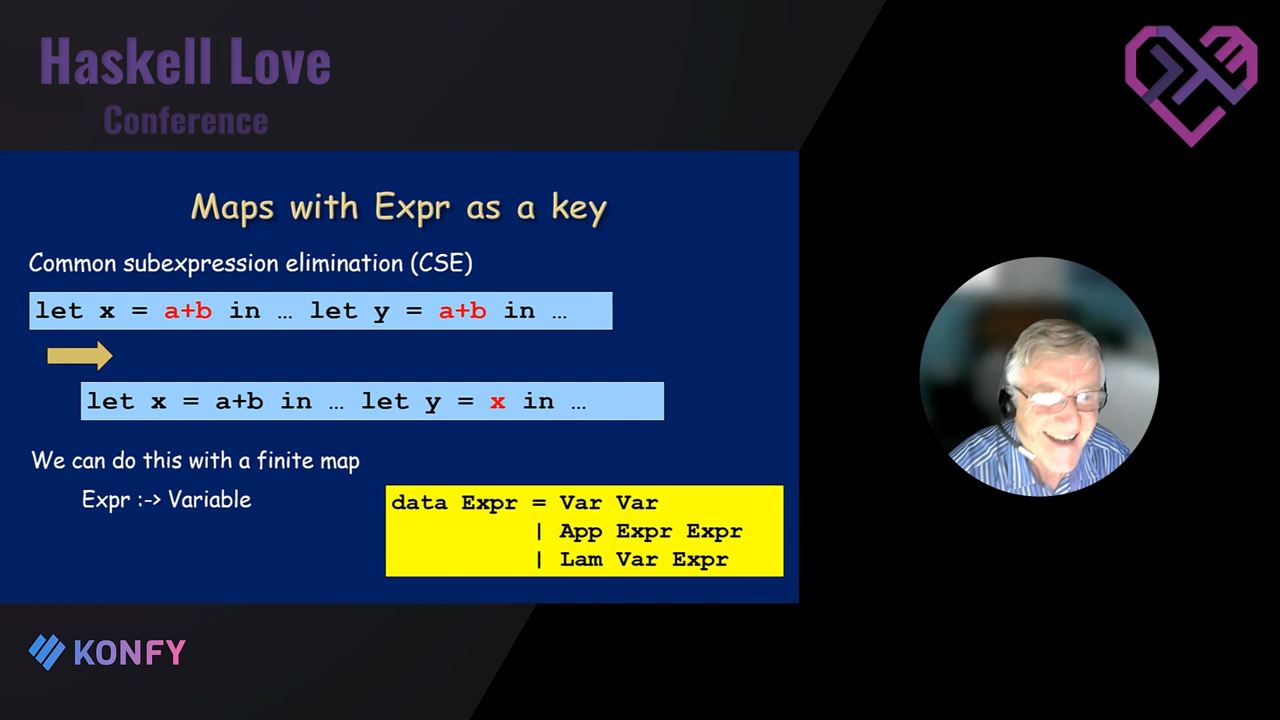 Haskell Love
Conference
Maps with Expr as a key
Common subexpression elimination (CSE)
let x = a+b in … let y = a+b in …
let x = a+b in … let y = x in …
We can do this with a finite map
Expr :-> Variable
data Expr = Var Var
| App Expr Expr
| Lam Var Expr
KONFY